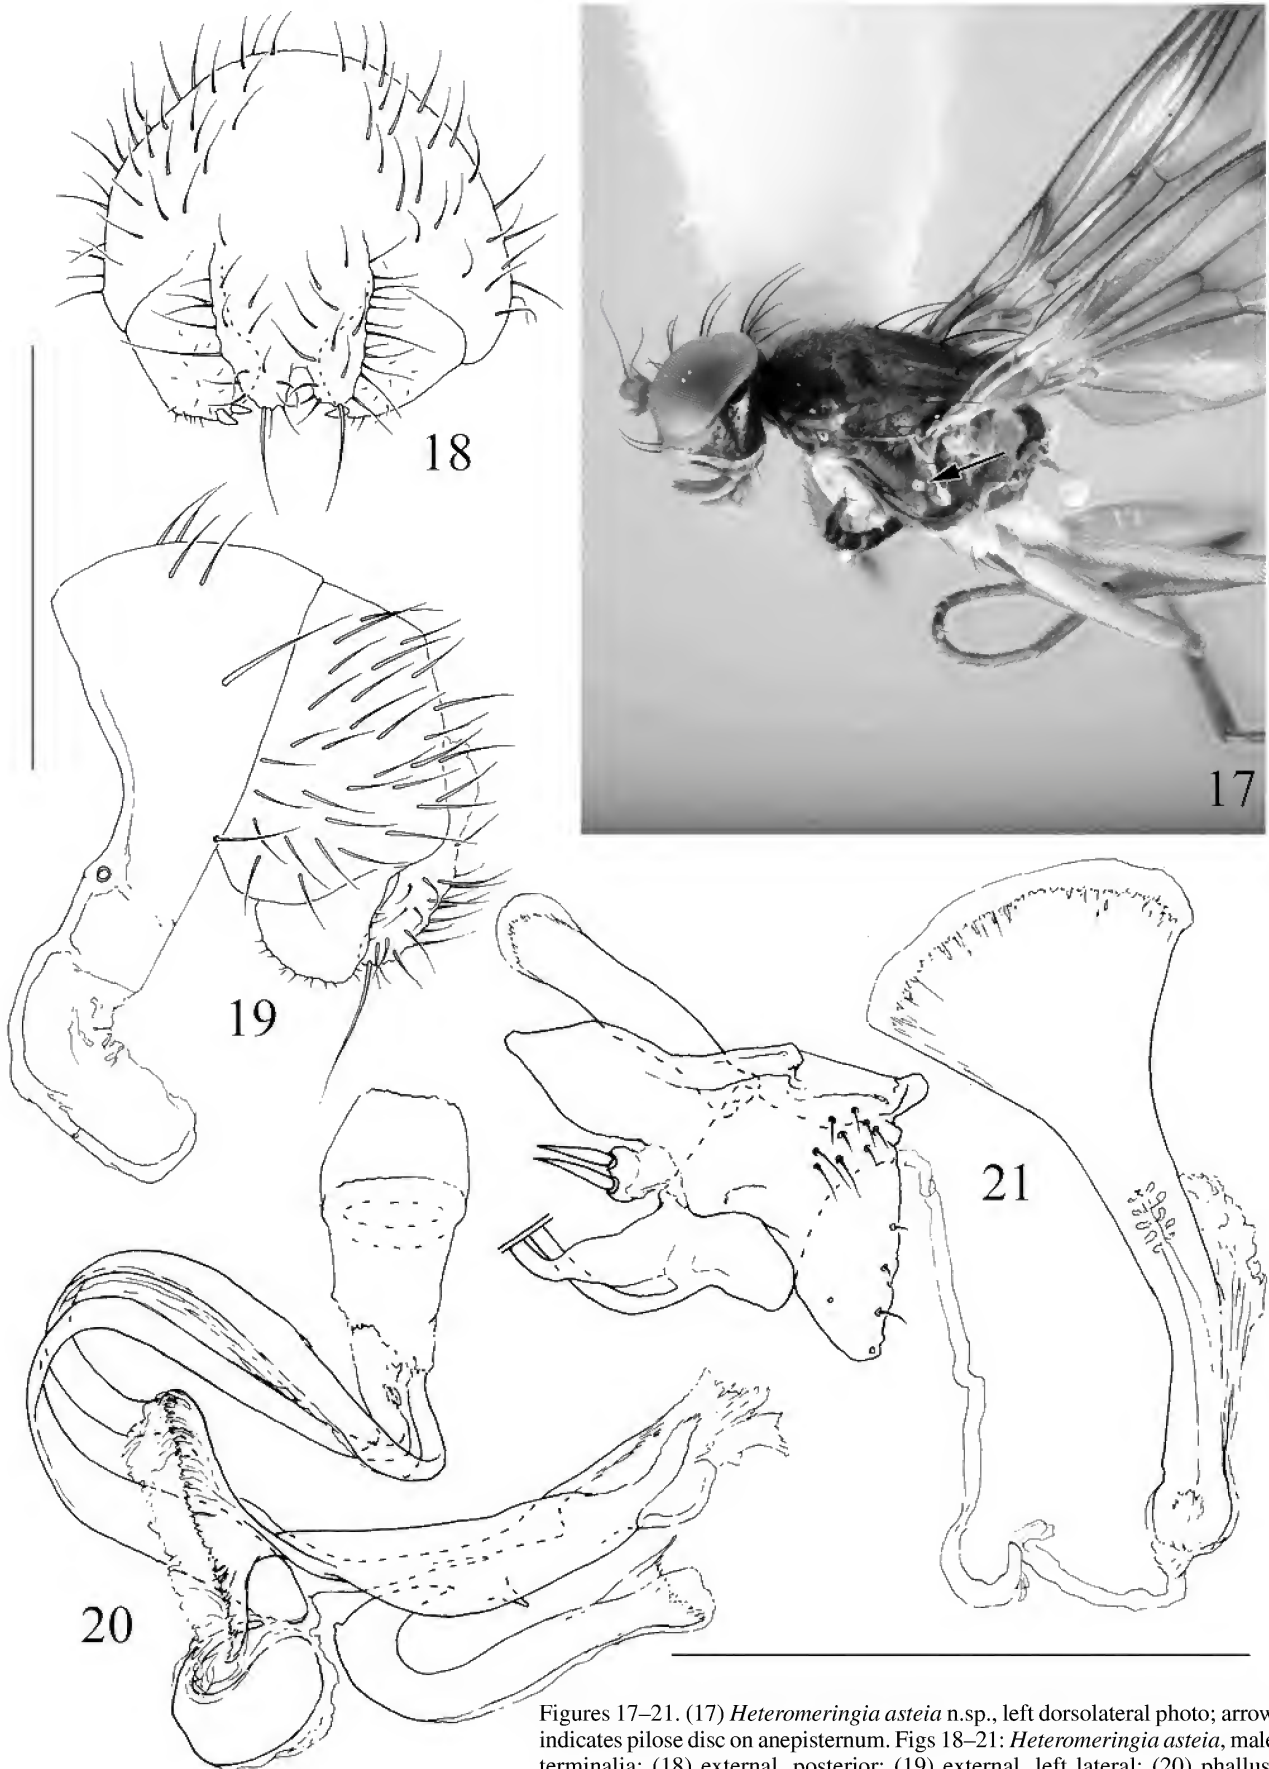 18
17
19
21
20
Figures 17–21. (17) Heteromeringia asteia n.sp., left dorsolateral photo; arrow
indicates pilose disc on anepisternum. Figs 18–21: Heteromeringia asteia, male
terminalia: (18) external, posterior; (19) external, left lateral; (20) phallus